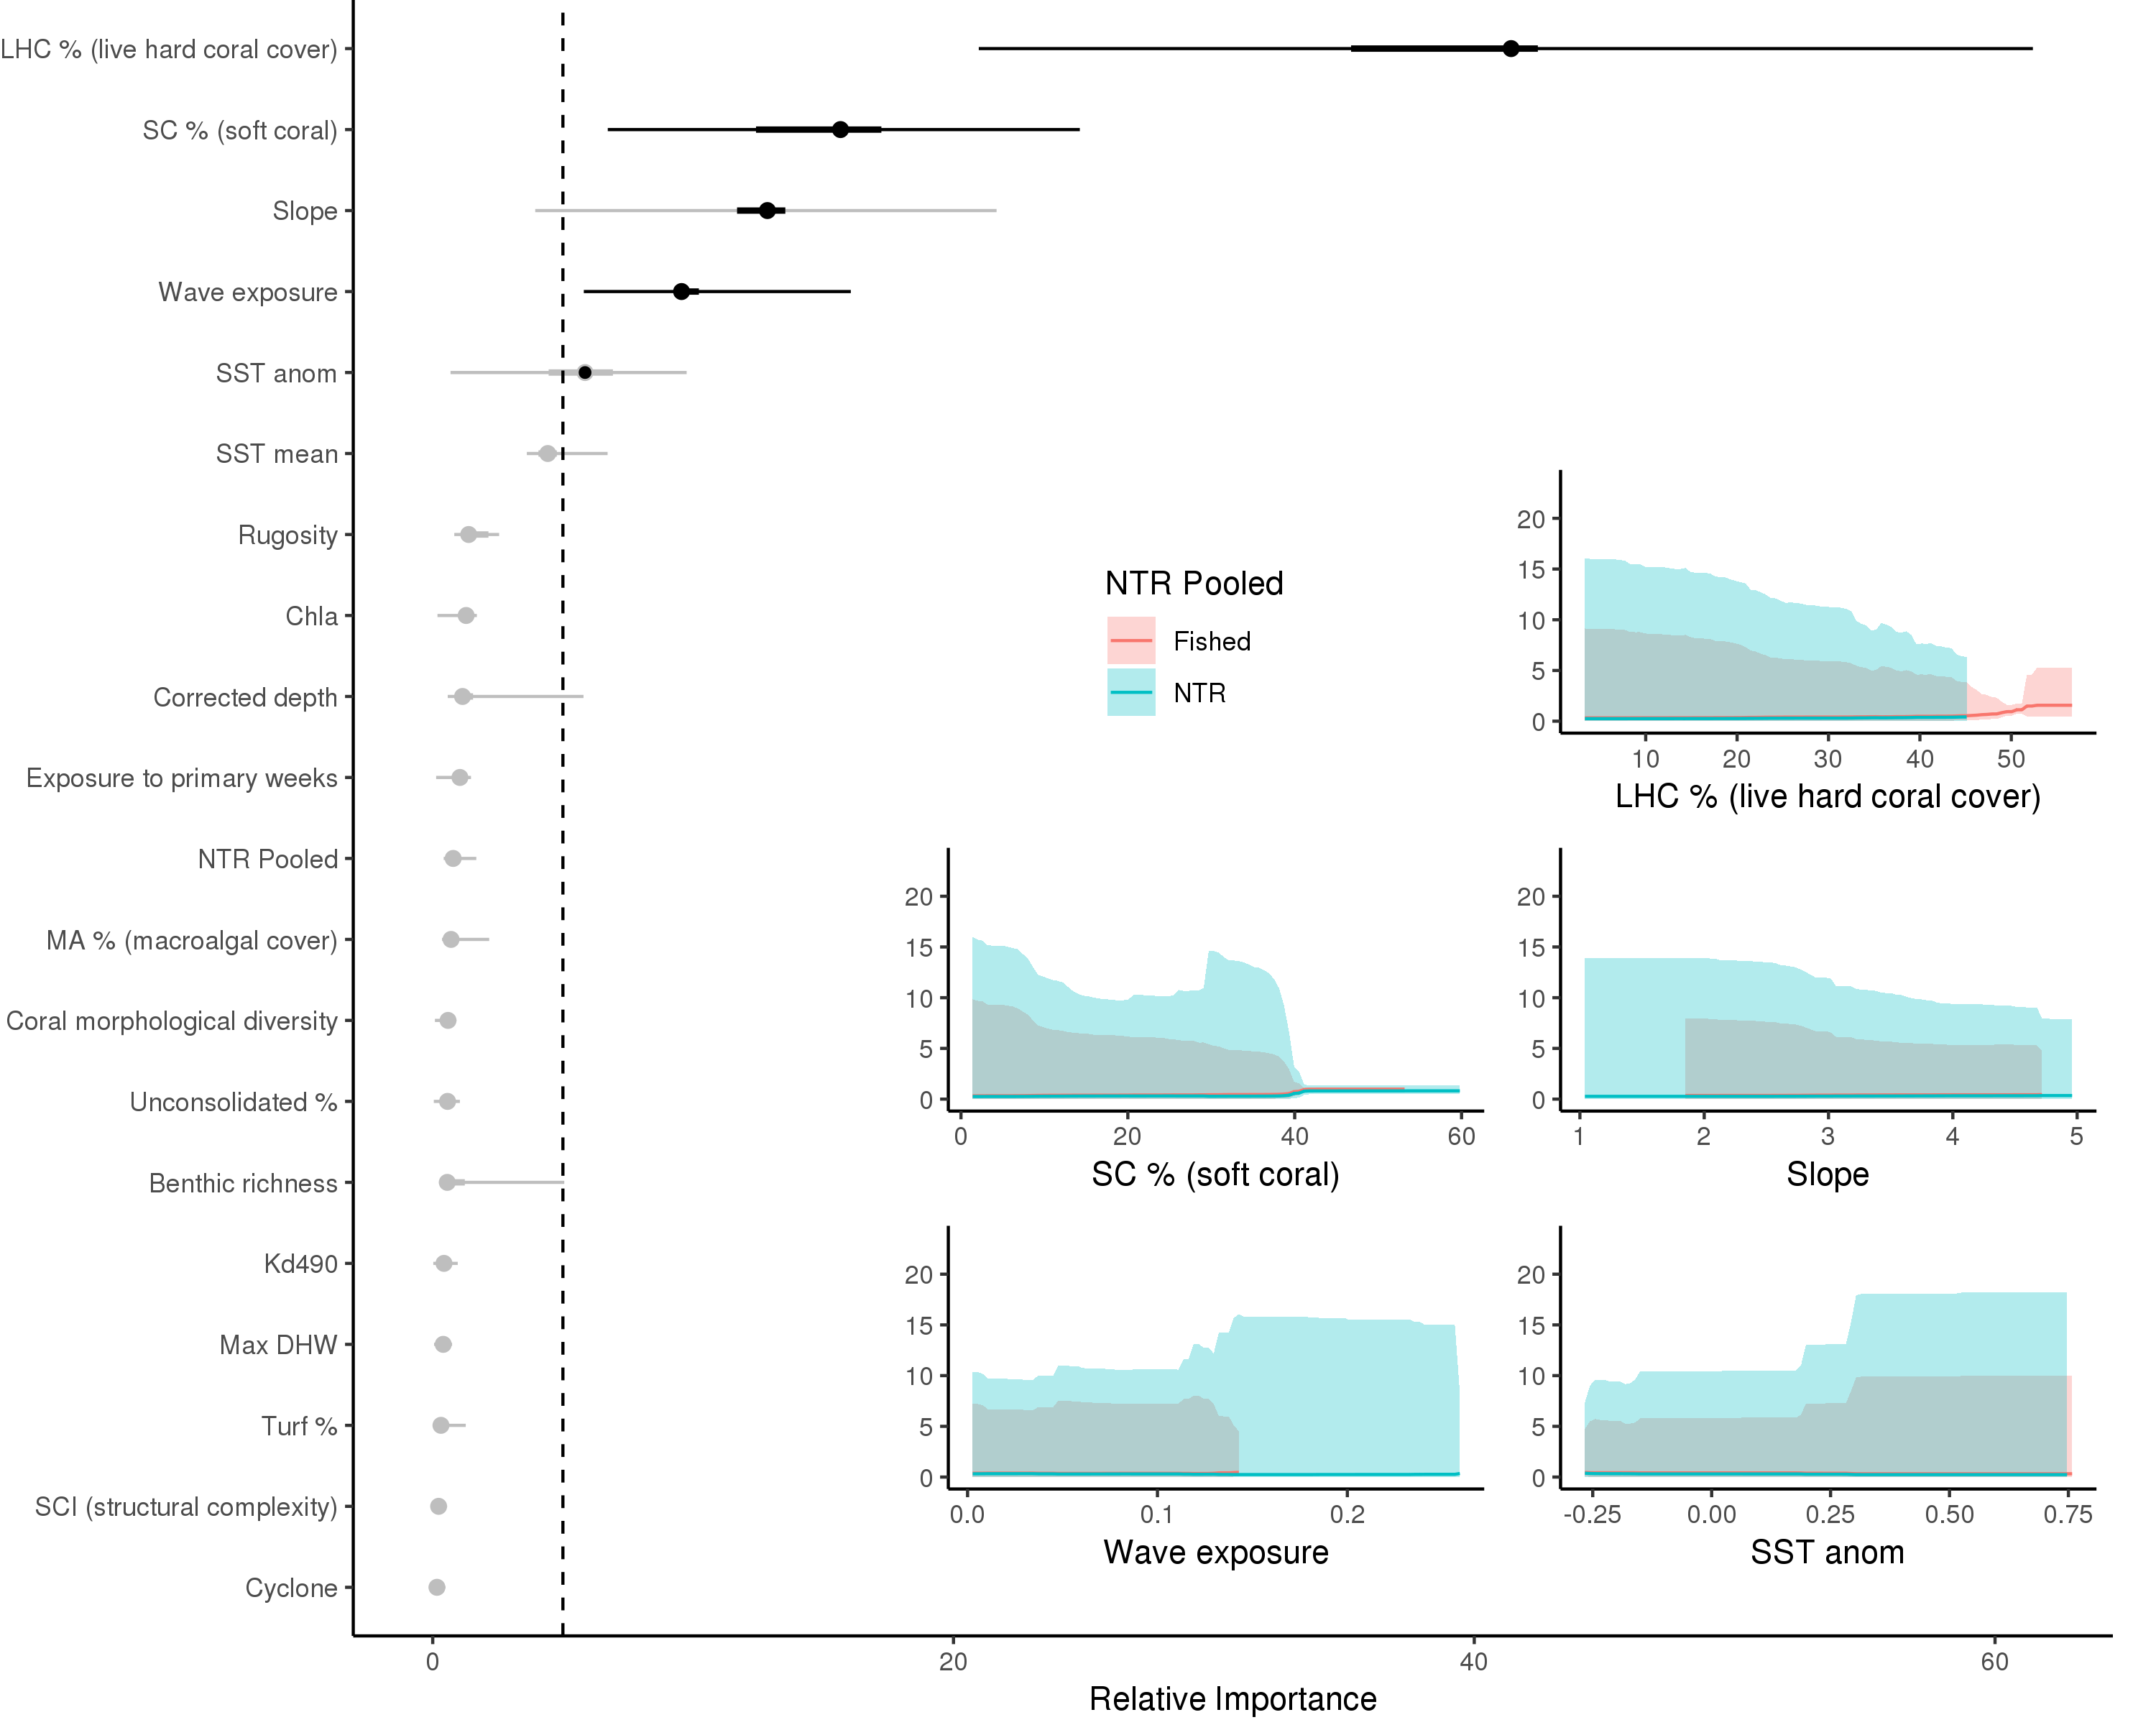 LHC % (live hard coral cover)
SC % (soft coral)
Slope
Wave exposure
SST anom
SST mean
Rugosity
Chla
Corrected depth
Exposure to primary weeks
NTR Pooled
MA % (macroalgal cover)
Coral morphological diversity
Unconsolidated %
Benthic richness
Kd490
Max DHW
Turf %
SCI (structural complexity)
Cyclone
0 20 40 60
Relative Importance
NTR Pooled
Fished
NTR
20
15
10
5
0
10 20 30 40 50
LHC % (live hard coral cover)
20
15
10
5
0
0 20 40 60
SC % (soft coral)
20
15
10
5
0
1 2 3 4 5
Slope
20
15
10
5
0
0.0 0.1 0.2
Wave exposure
20
15
10
5
0
-0.25 0.00 0.25 0.50 0.75
SST anom